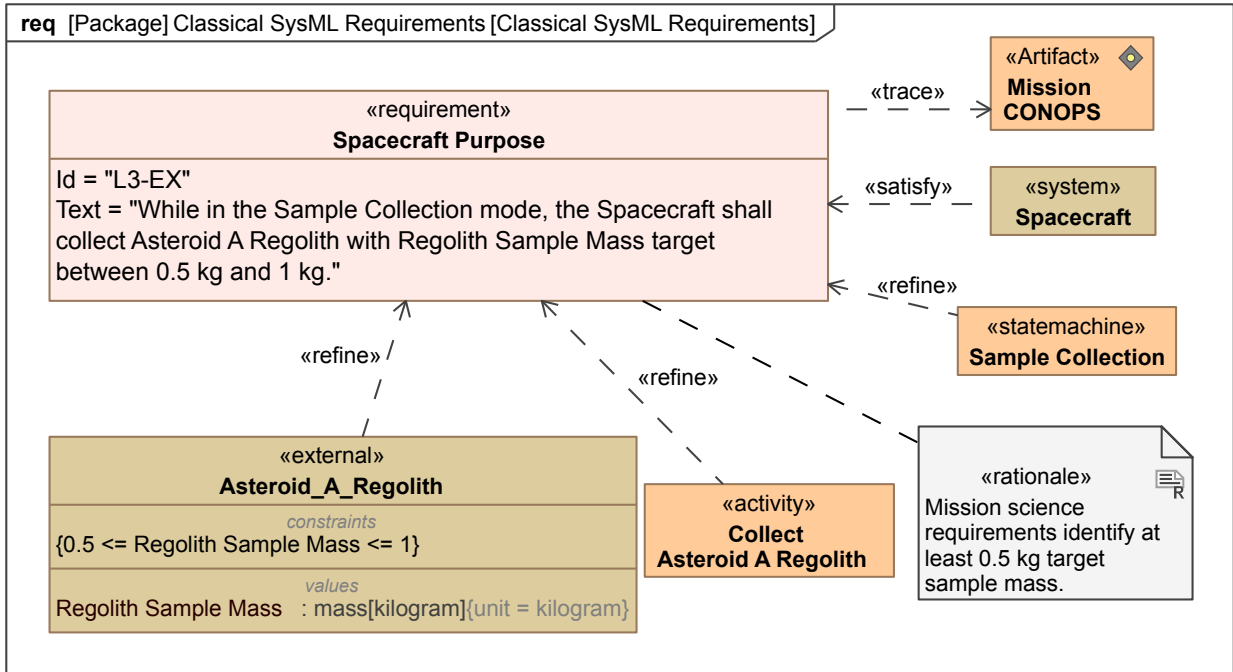 req [Package] Classical SysML Requirements [Classical SysML Requirements]
«requirement»
Spacecraft Purpose
Id = "L3-EX"
Text = "While in the Sample Collection mode, the Spacecraft shall
collect Asteroid A Regolith with Regolith Sample Mass target
between 0.5 kg and 1 kg."
«trace»
«Artifact»
Mission
CONOPS
«satisfy»
«system»
Spacecraft
«refine»
«statemachine»
Sample Collection
«refine»
«refine»
«external»
Asteroid_A_Regolith
constraints
{0.5 <= Regolith Sample Mass <= 1}
values
Regolith Sample Mass : mass[kilogram]{unit = kilogram}
«activity»
Collect
Asteroid A Regolith
«rationale»
R
Mission science
requirements identify at
least 0.5 kg target
sample mass.